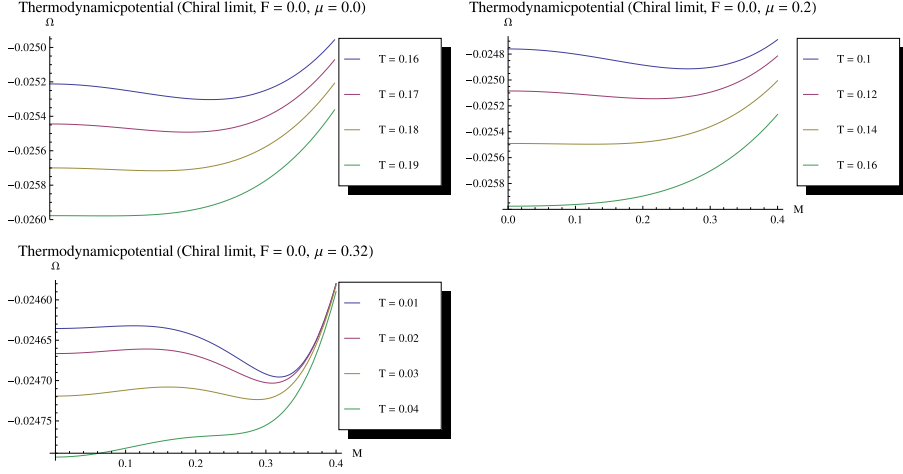 Thermodynamicpotential (Chiral limit, F = 0.0, μ = 0.0)
Ω
−0.0250
−0.0252
−0.0254
−0.0256
−0.0258
−0.0260
T = 0.16
T = 0.17
T = 0.18
T = 0.19
Thermodynamicpotential (Chiral limit, F = 0.0, μ = 0.2)
Ω
−0.0248
−0.0250
−0.0252
−0.0254
−0.0256
−0.0258
0.0 0.1 0.2 0.3 0.4 M
T = 0.1
T = 0.12
T = 0.14
T = 0.16
Thermodynamicpotential (Chiral limit, F = 0.0, μ = 0.32)
Ω
−0.02460
−0.02465
−0.02470
−0.02475
0.1 0.2 0.3 0.4 M
T = 0.01
T = 0.02
T = 0.03
T = 0.04